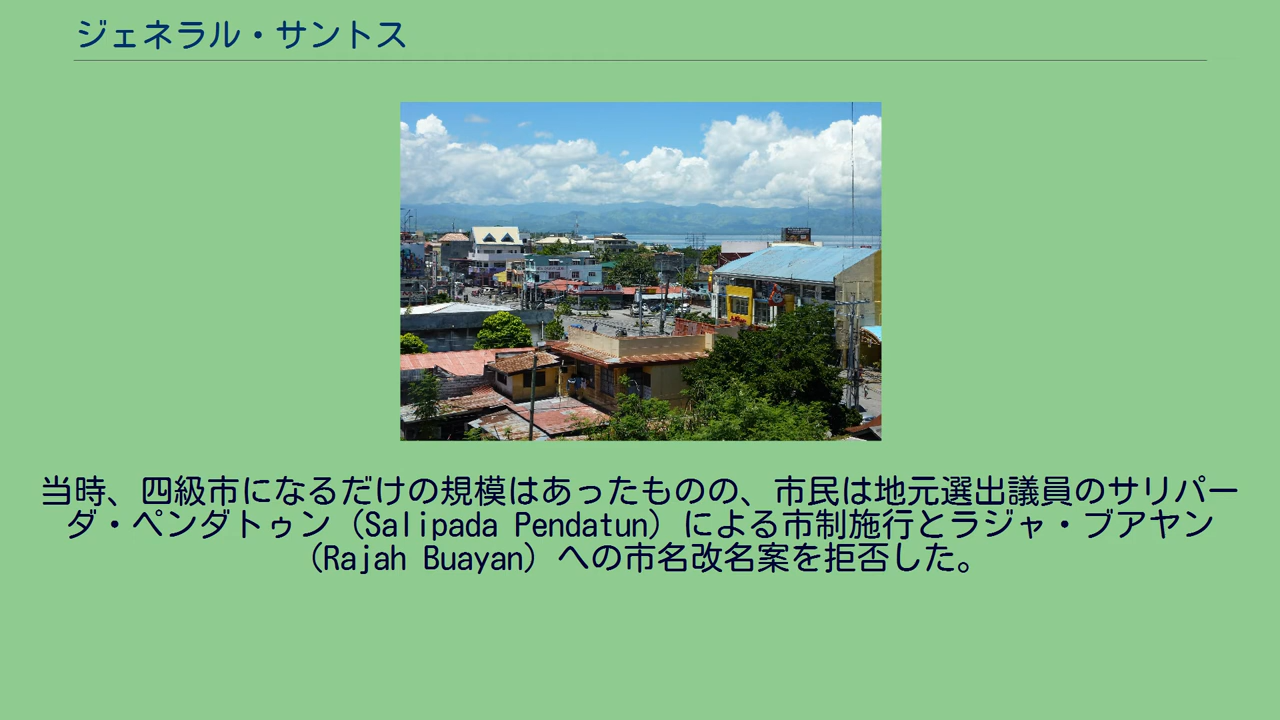 ジェネラル・サントス
当時、四級市になるだけの規模はあったものの、市民は地元選出議員のサリパー
ダ・ペンダトゥン（Salipada Pendatun）による市制施行とラジャ・ブアヤン
（Rajah Buayan）への市名改名案を拒否した。